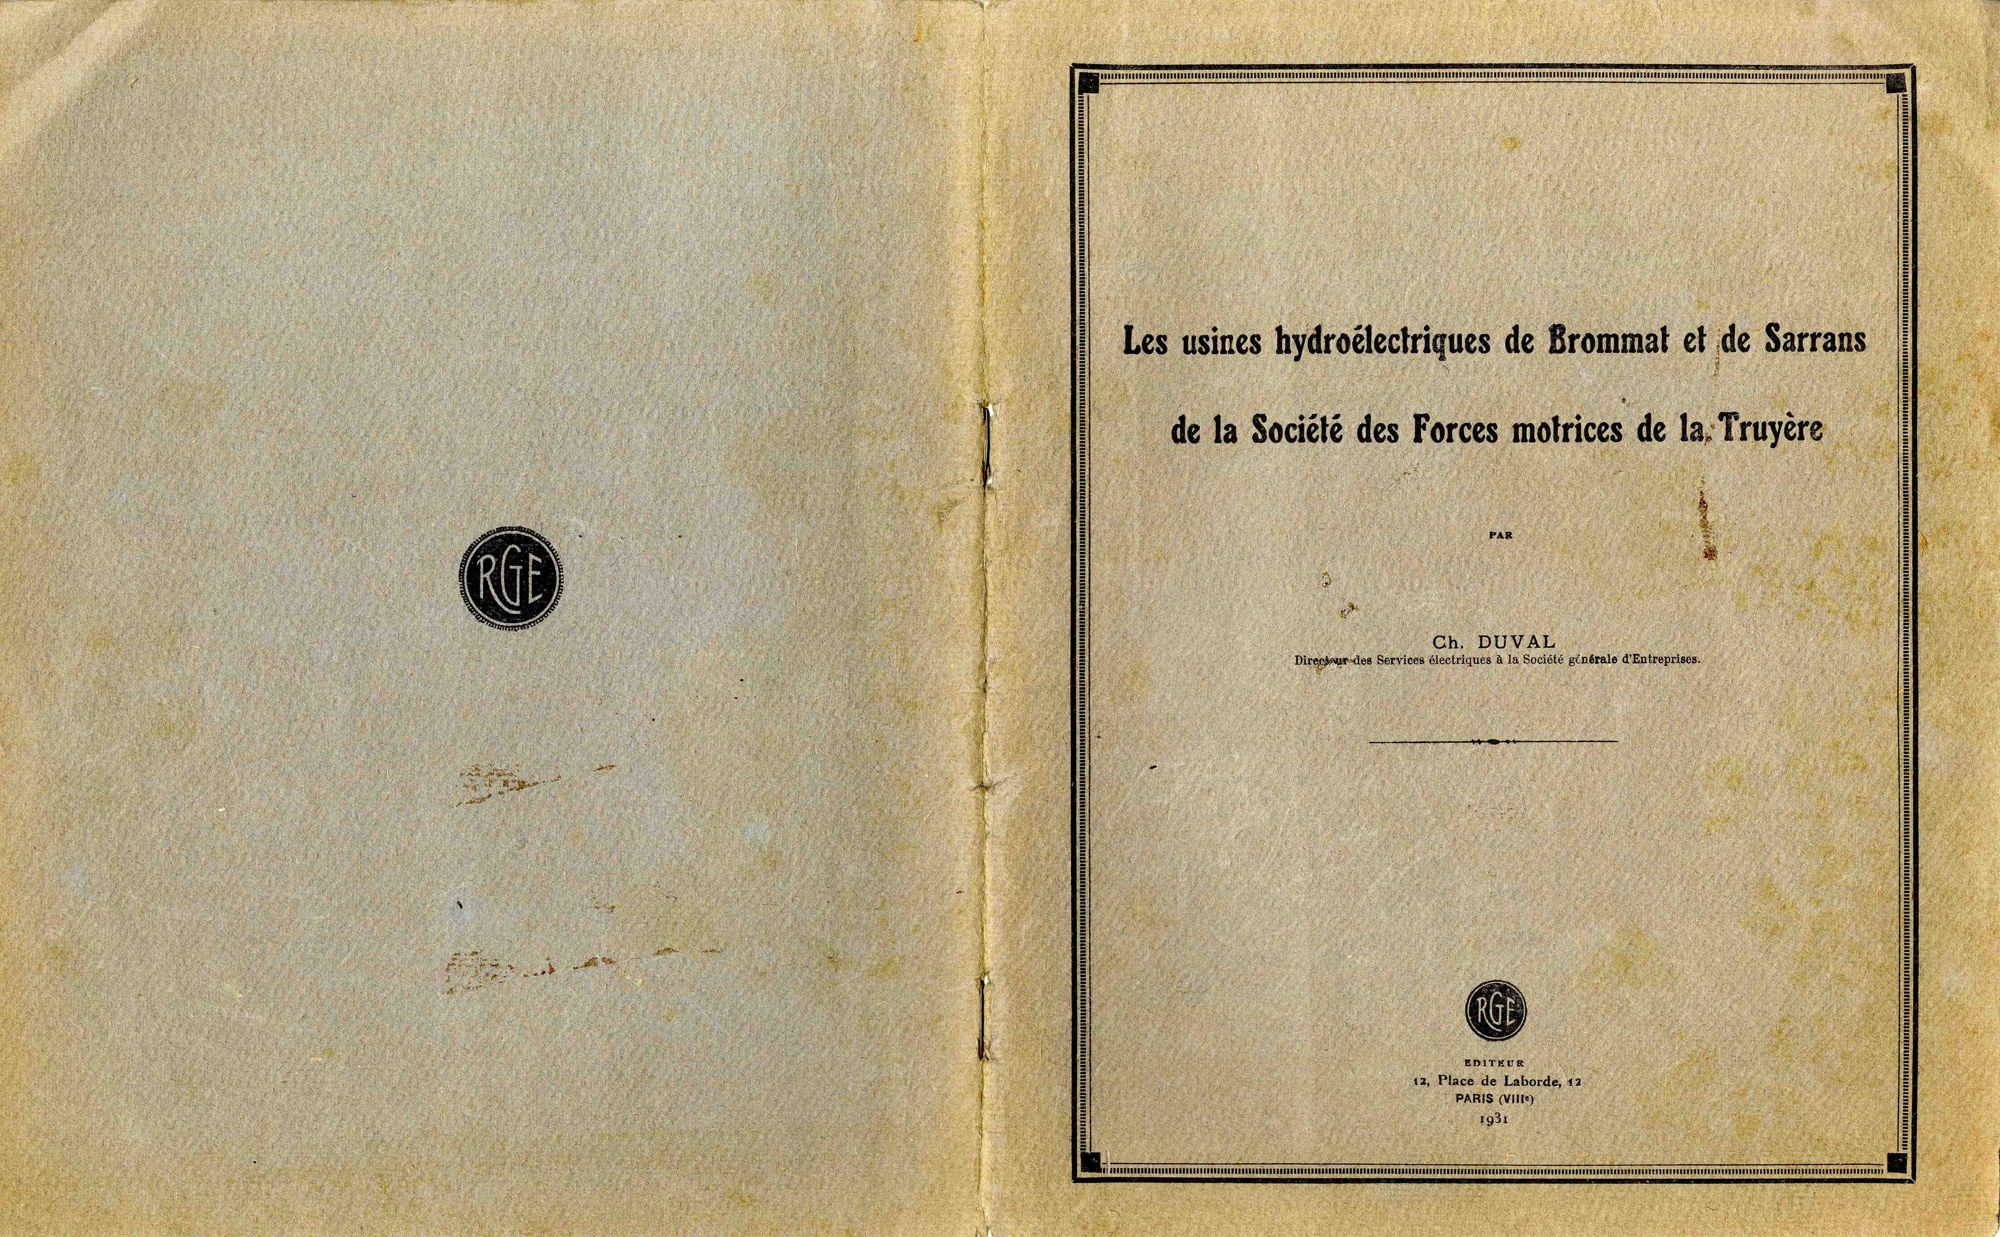 RGE
Les usines hydroélectriques de Brommat et de Sarrans
de la Société des Forces motrices de la Truyère
PAR
Ch. DUVAL
Directeur des Services électriques à la Société générale d'Entreprises.
RGE
EDITEUR
12, Place de Laborde, 12
PARIS (VIIIe)
1931